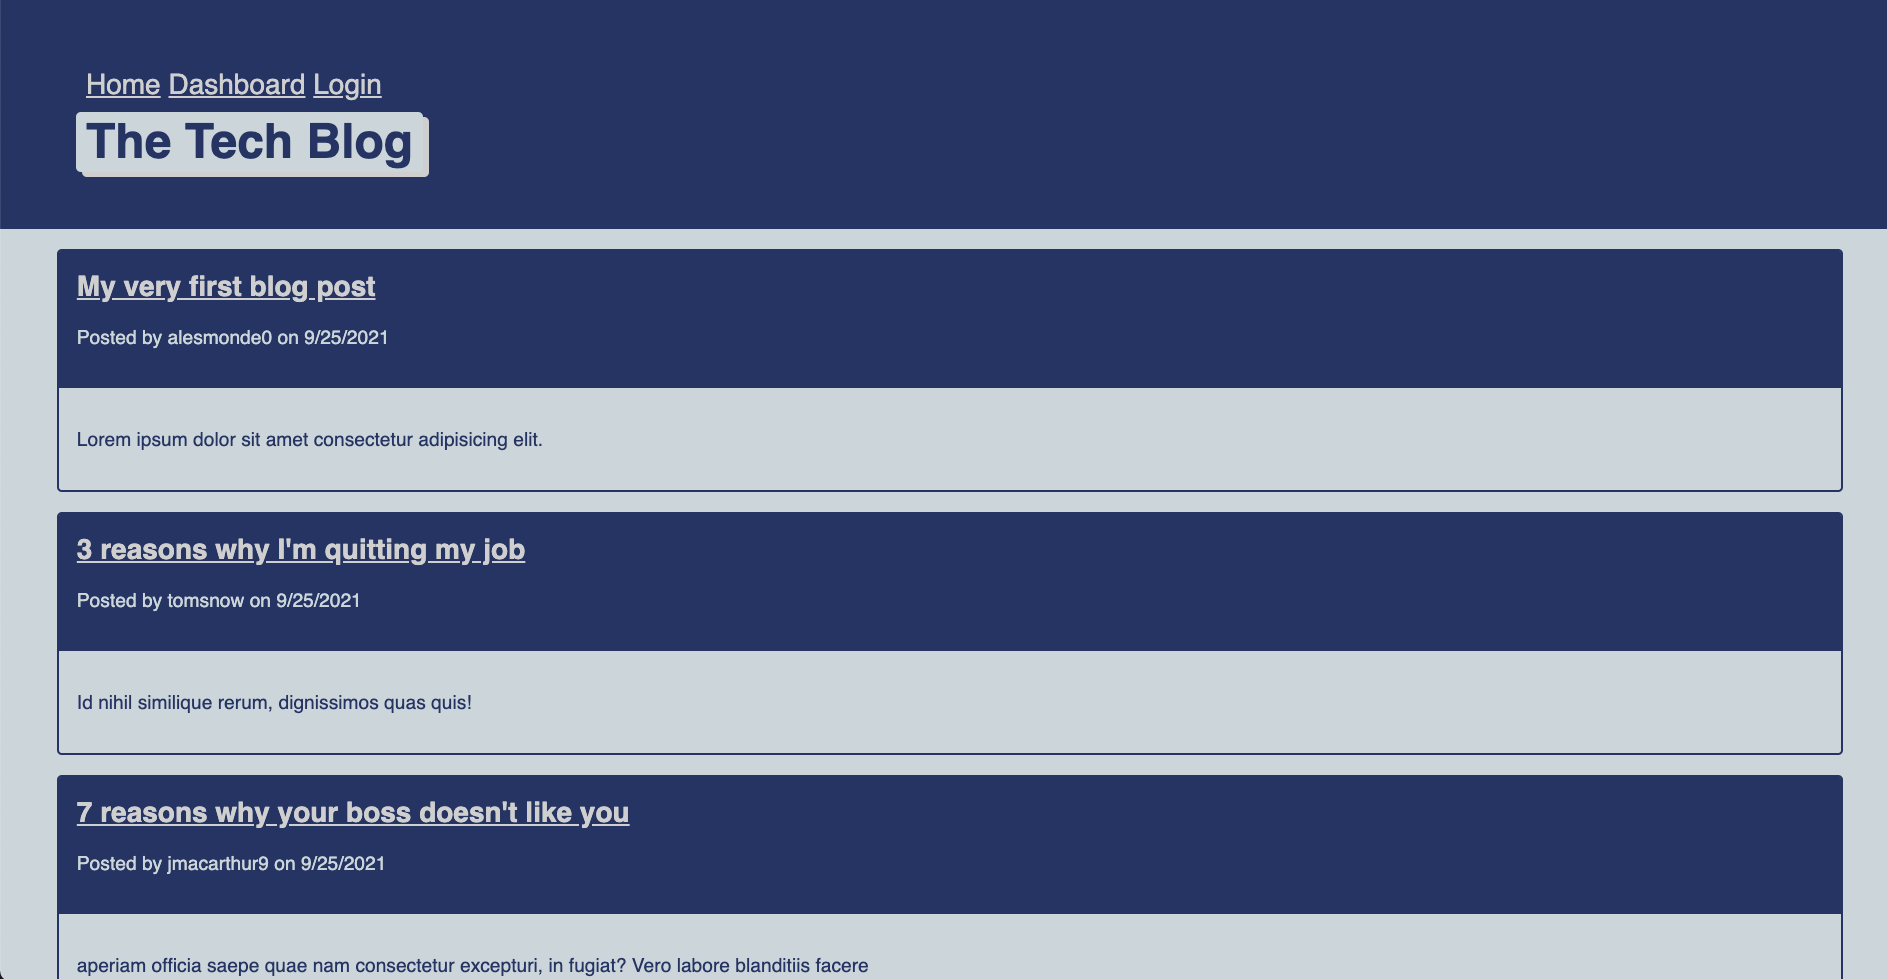 Home Dashboard Login
The Tech Blog
My very first blog post
Posted by alesmonde0 on 9/25/2021
Lorem ipsum dolor sit amet consectetur adipisicing elit.
3 reasons why I'm quitting my job
Posted by tomsnow on 9/25/2021
Id nihil similique rerum, dignissimos quas quis!
7 reasons why your boss doesn't like you
Posted by jmacarthur9 on 9/25/2021
aperiam officia saepe quae nam consectetur excepturi, in fugiat? Vero labore blanditiis facere